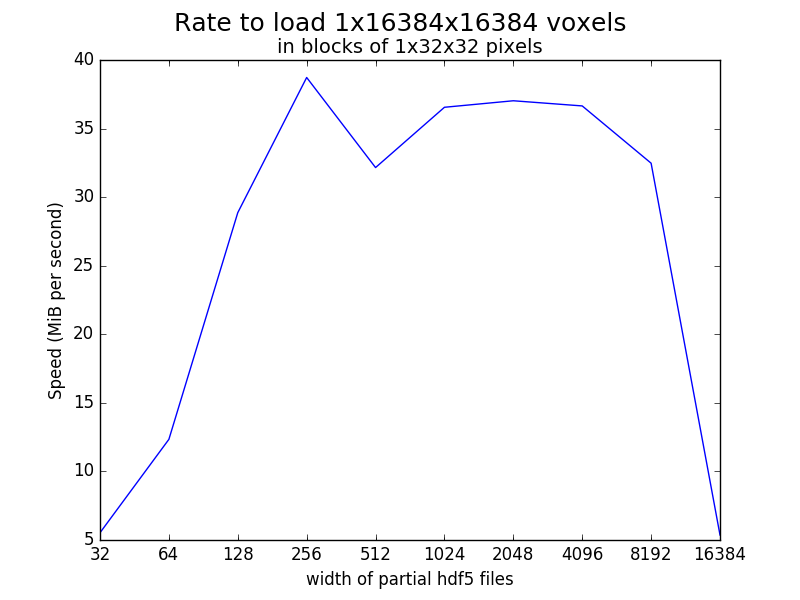 Rate to load 1x16384x16384 voxels
in blocks of 1x32x32 pixels
40
35
30
25
20
15
10
5
Speed (MiB per second)
32 64 128 256 512 1024 2048 4096 8192 16384
width of partial hdf5 files